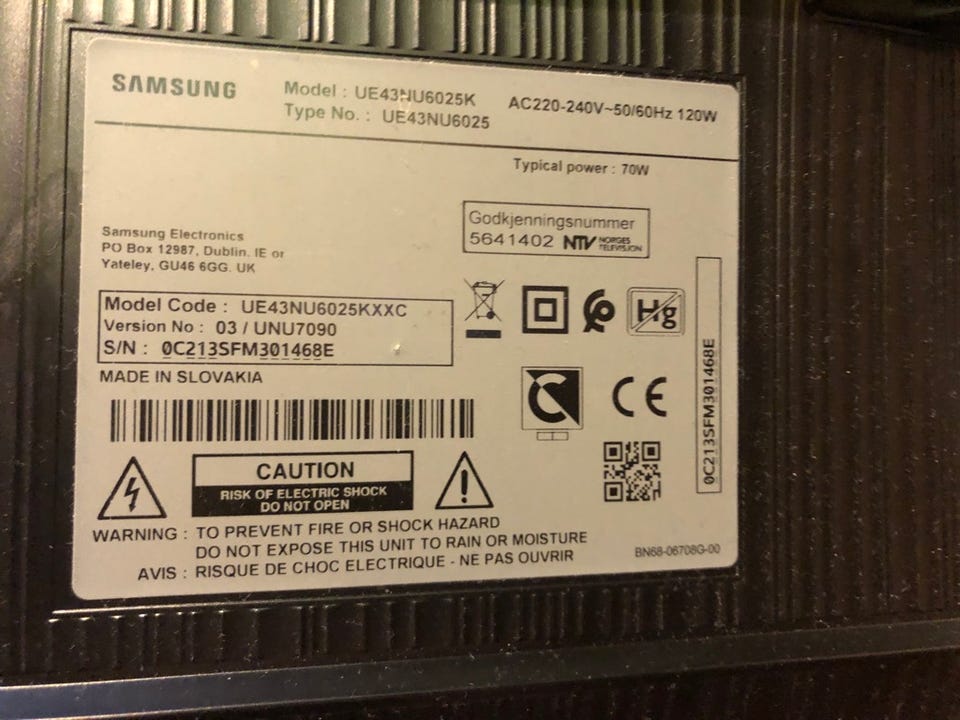 SAMSUNG
Model : UE43NU6025K
Type No. : UE43NU6025
AC220-240V~50/60Hz 120W
Typical power : 70W
Godkjenningsnummer
5641402 NTV NORGES TELEVISJON
Samsung Electronics
PO Box 12987, Dublin. IE or
Yateley, GU46 6GG. UK
Model Code : UE43NU6025KXXC
Version No : 03 / UNU7090
S/N : 0C213SFM301468E
MADE IN SLOVAKIA
Hg
CE
0C213SFM301468E
CAUTION
RISK OF ELECTRIC SHOCK
DO NOT OPEN
WARNING : TO PREVENT FIRE OR SHOCK HAZARD
DO NOT EXPOSE THIS UNIT TO RAIN OR MOISTURE
AVIS : RISQUE DE CHOC ELECTRIQUE - NE PAS OUVRIR
BN68-06708G-00